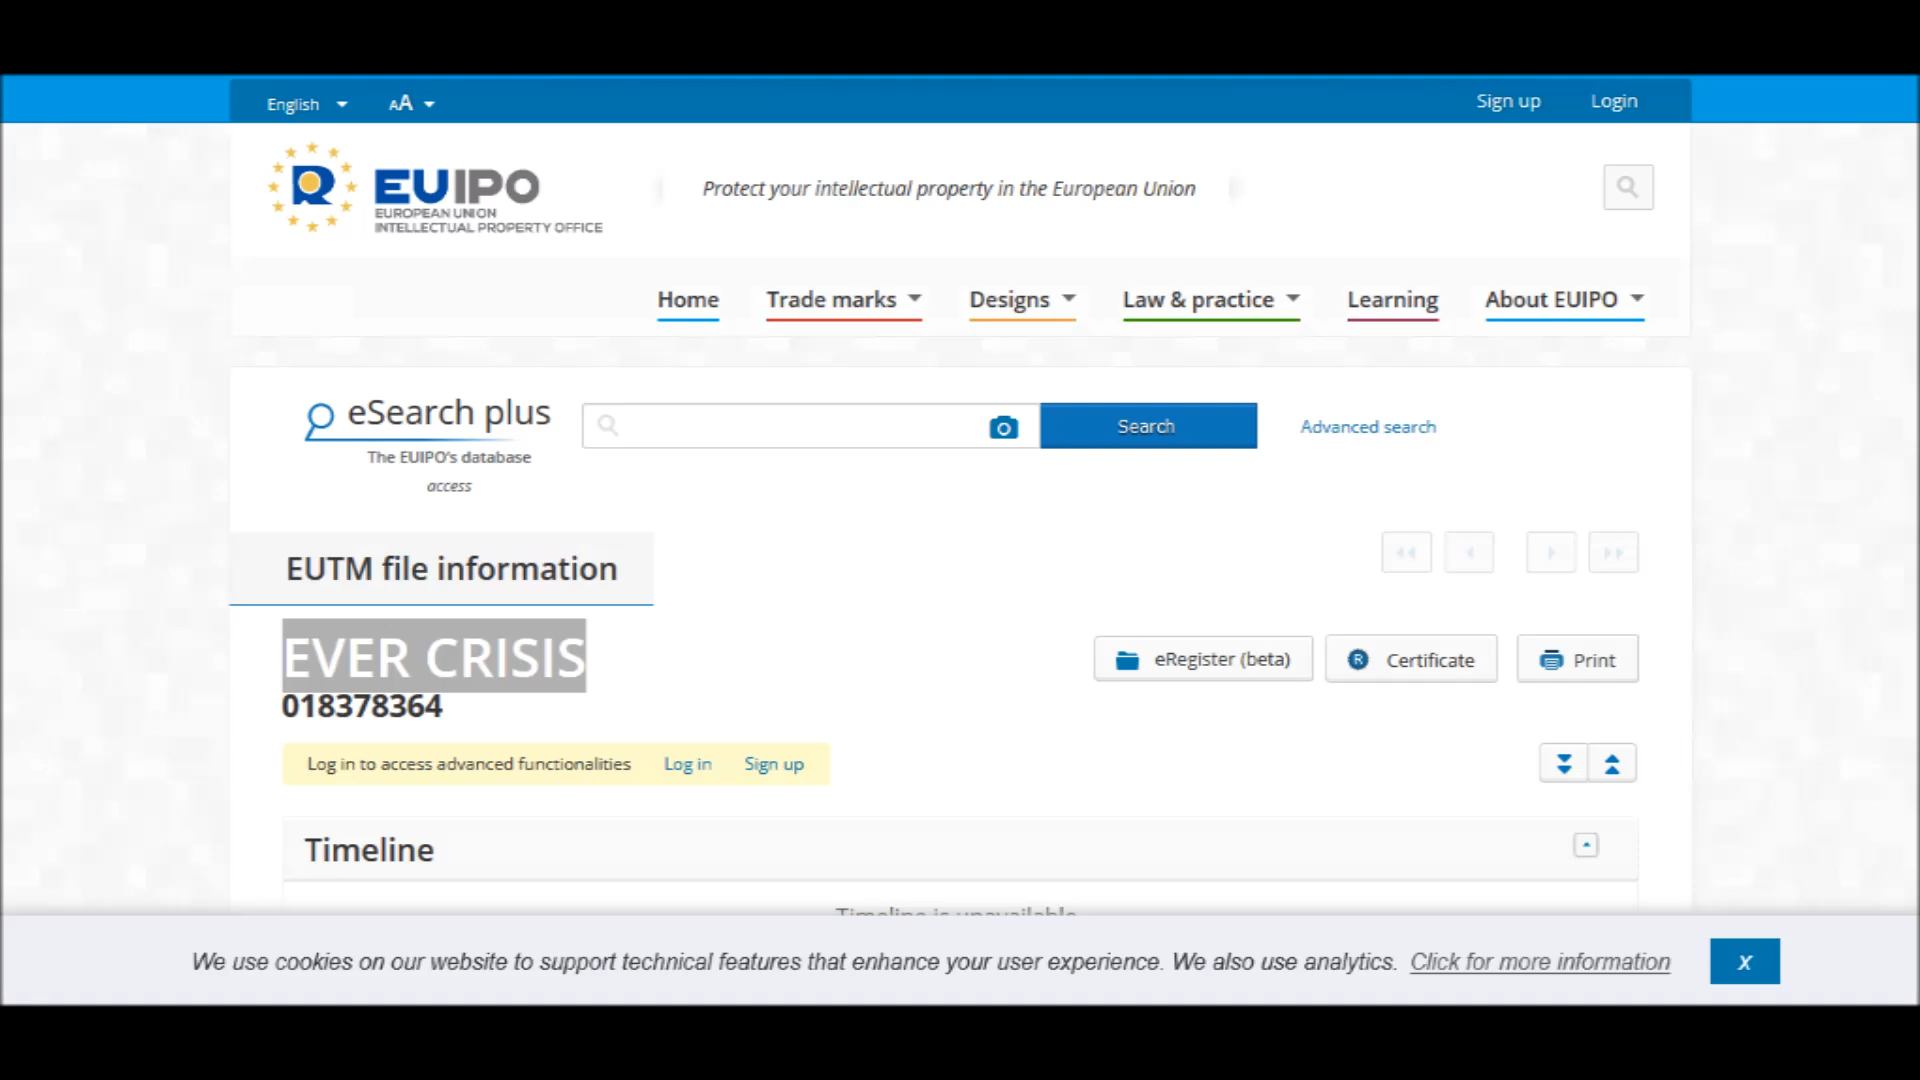 English
AA
Sign up
Login
EUIPO
EUROPEAN UNION
INTELLECTUAL PROPERTY OFFICE
Protect your intellectual property in the European Union
Home
Trade marks
Designs
Law & practice
Learning
About EUIPO
eSearch plus
The EUIPO's database
access
Search
Advanced search
EUTM file information
EVER CRISIS
018378364
eRegister (beta)
R Certificate
Print
Log in to access advanced functionalities Log in Sign up
Timeline
Timeline is unavailable
We use cookies on our website to support technical features that enhance your user experience. We also use analytics. Click for more information
X